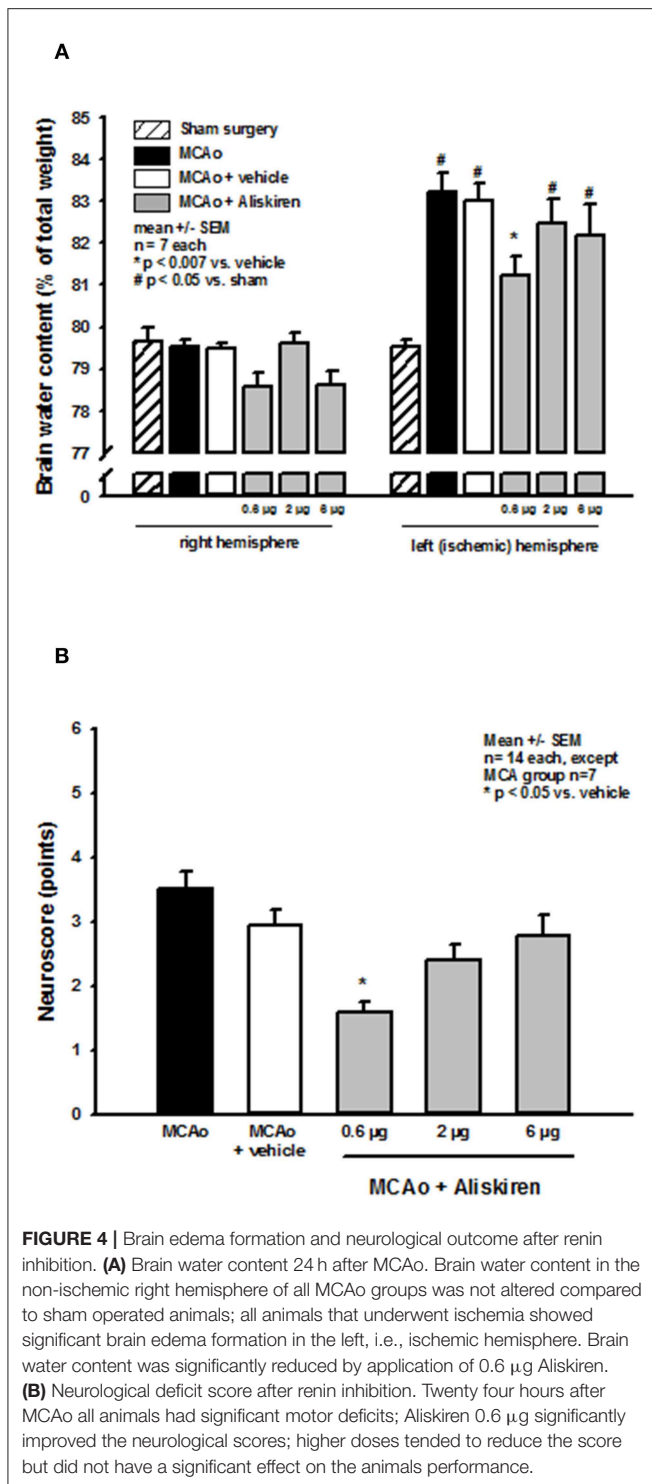 A
Brain water content (% of total weight)
85
84
83
82
81
80
79
78
77
0
Sham surgery
MCAo
MCAo + vehicle
MCAo + Aliskiren
mean +/- SEM
n= 7 each
* p < 0.007 vs. vehicle
# p < 0.05 vs. sham
# # * # #
0.6 µg 2 µg 6 µg 0.6 µg 2 µg 6 µg
right hemisphere left (ischemic) hemisphere
B
Neuroscore (points)
6
5
4
3
2
1
0
Mean +/- SEM
n= 14 each, except
MCA group n=7
* p < 0.05 vs. vehicle
*
MCAo MCAo + vehicle 0.6 µg 2 µg 6 µg
MCAo + Aliskiren
FIGURE 4 | Brain edema formation and neurological outcome after renin
inhibition. (A) Brain water content 24 h after MCAo. Brain water content in the
non-ischemic right hemisphere of all MCAo groups was not altered compared
to sham operated animals; all animals that underwent ischemia showed
significant brain edema formation in the left, i.e., ischemic hemisphere. Brain
water content was significantly reduced by application of 0.6 µg Aliskiren.
(B) Neurological deficit score after renin inhibition. Twenty four hours after
MCAo all animals had significant motor deficits; Aliskiren 0.6 µg significantly
improved the neurological scores; higher doses tended to reduce the score
but did not have a significant effect on the animals performance.